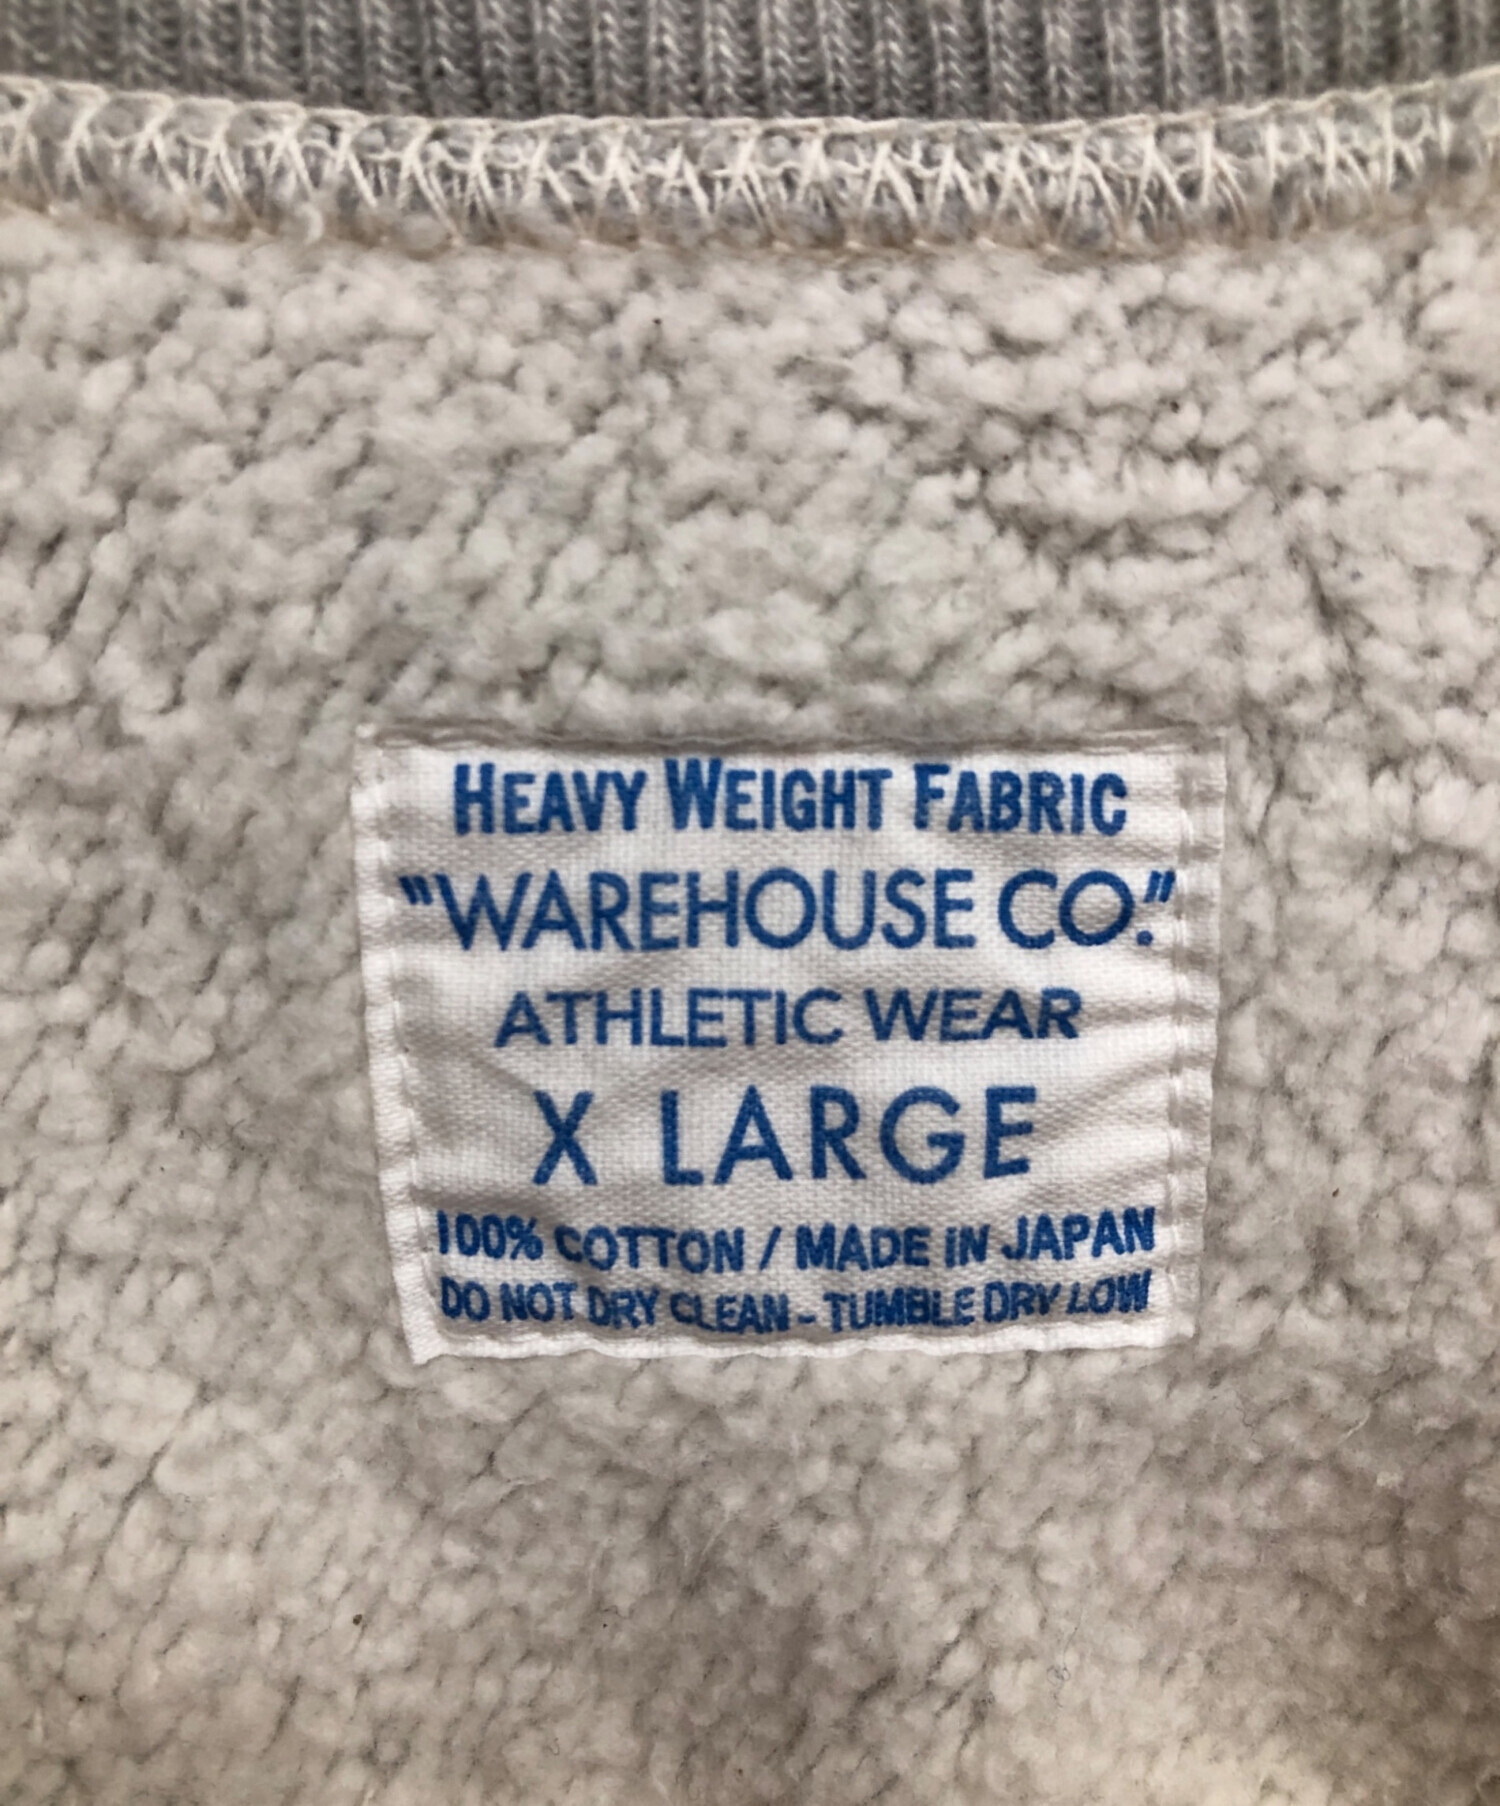 HEAVY WEIGHT FABRIC
"WAREHOUSE CO."
ATHLETIC WEAR
X LARGE
100% COTTON / MADE IN JAPAN
DO NOT DRY CLEAN - TUMBLE DRY LOW